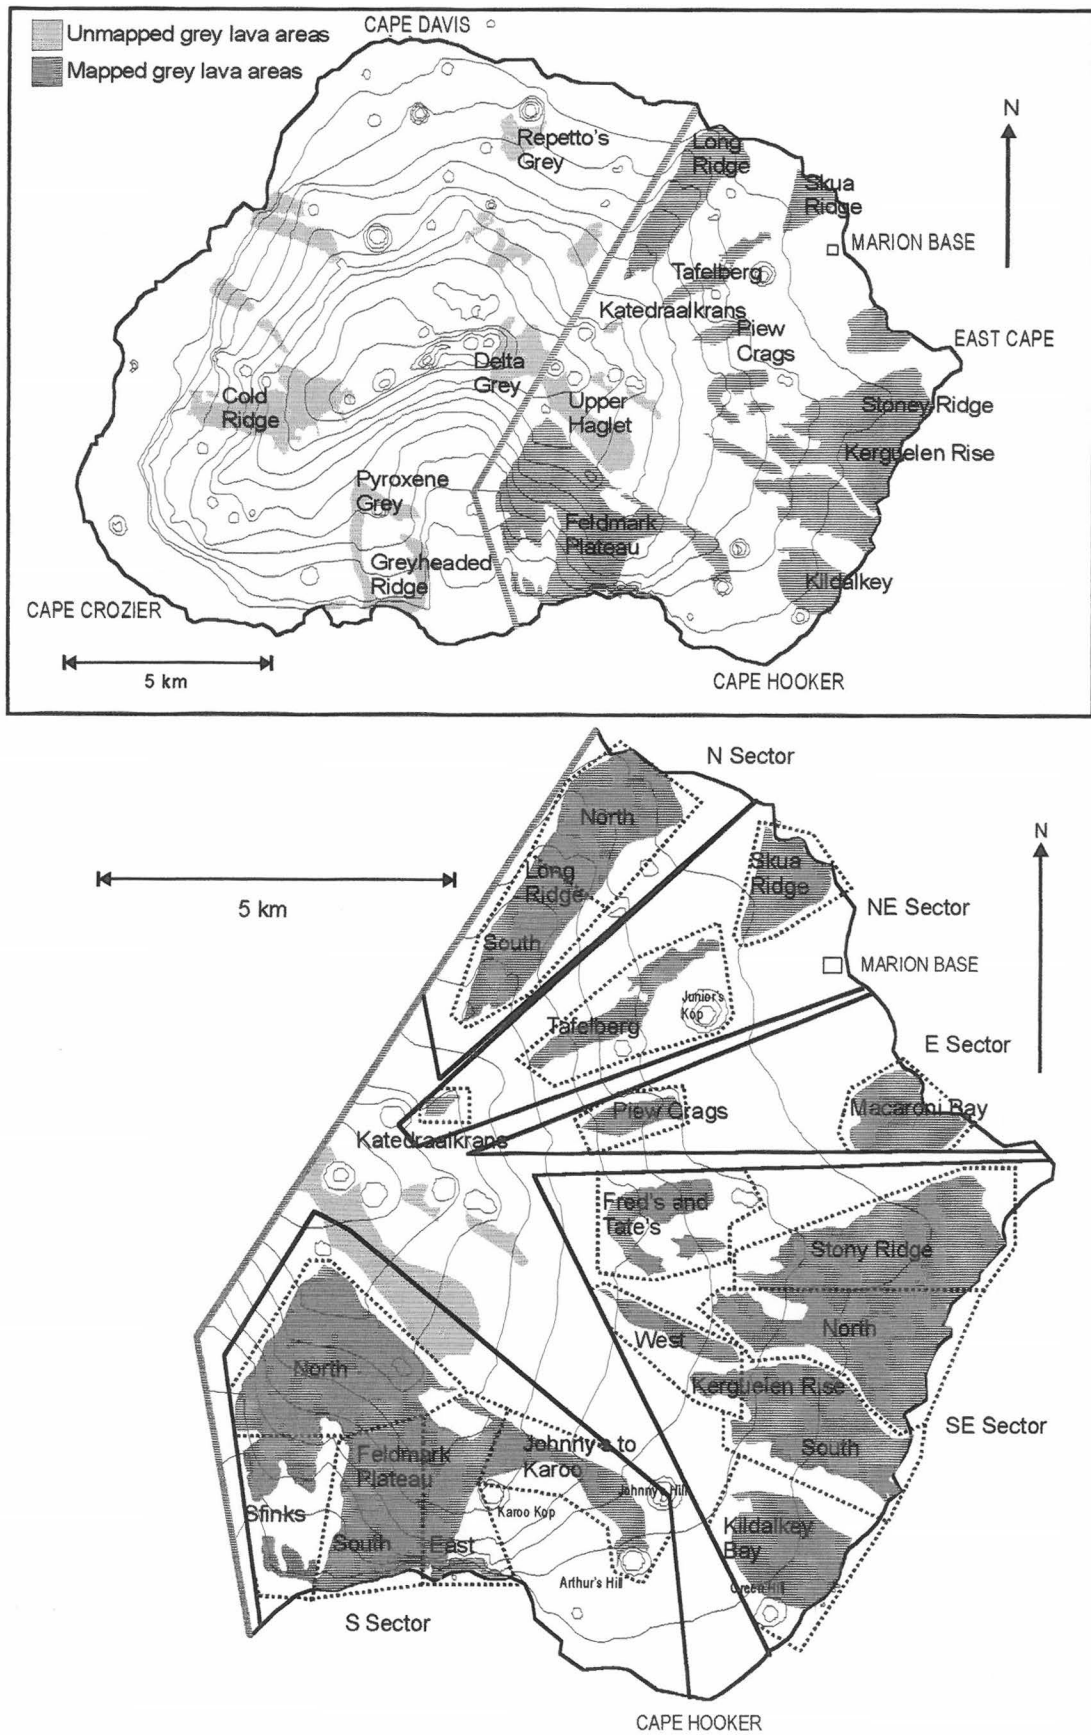 CAPE DAVIS
Unmapped grey lava areas
Mapped grey lava areas
N
Repetto's
Grey
Long
Ridge
Skua
Ridge
MARION BASE
Tafelberg
Katedraalkrans
Piew
Crags
EAST CAPE
Delta
Grey
Cold
Ridge
Upper
Haglet
Stoney Ridge
Kerguelen Rise
Pyroxene
Grey
Feldmark
Plateau
Greyheaded
Ridge
Kildalkey
CAPE CROZIER
5 km
CAPE HOOKER
N Sector
N
North
Long
Ridge
South
Skua
Ridge
5 km
NE Sector
MARION BASE
Junior's
Kop
Tafelberg
E Sector
Piew Crags
Macaroni Bay
Katedraalkrans
Fred's and
Tate's
Stony Ridge
North
West
North
Kerguelen Rise
SE Sector
South
Feldmark
Plateau
Johnny's to
Karoo
Johnny's Hill
Karoo Kop
Sfinks
South
East
Kildalkey
Bay
Arthur's Hill
Green Hill
S Sector
CAPE HOOKER